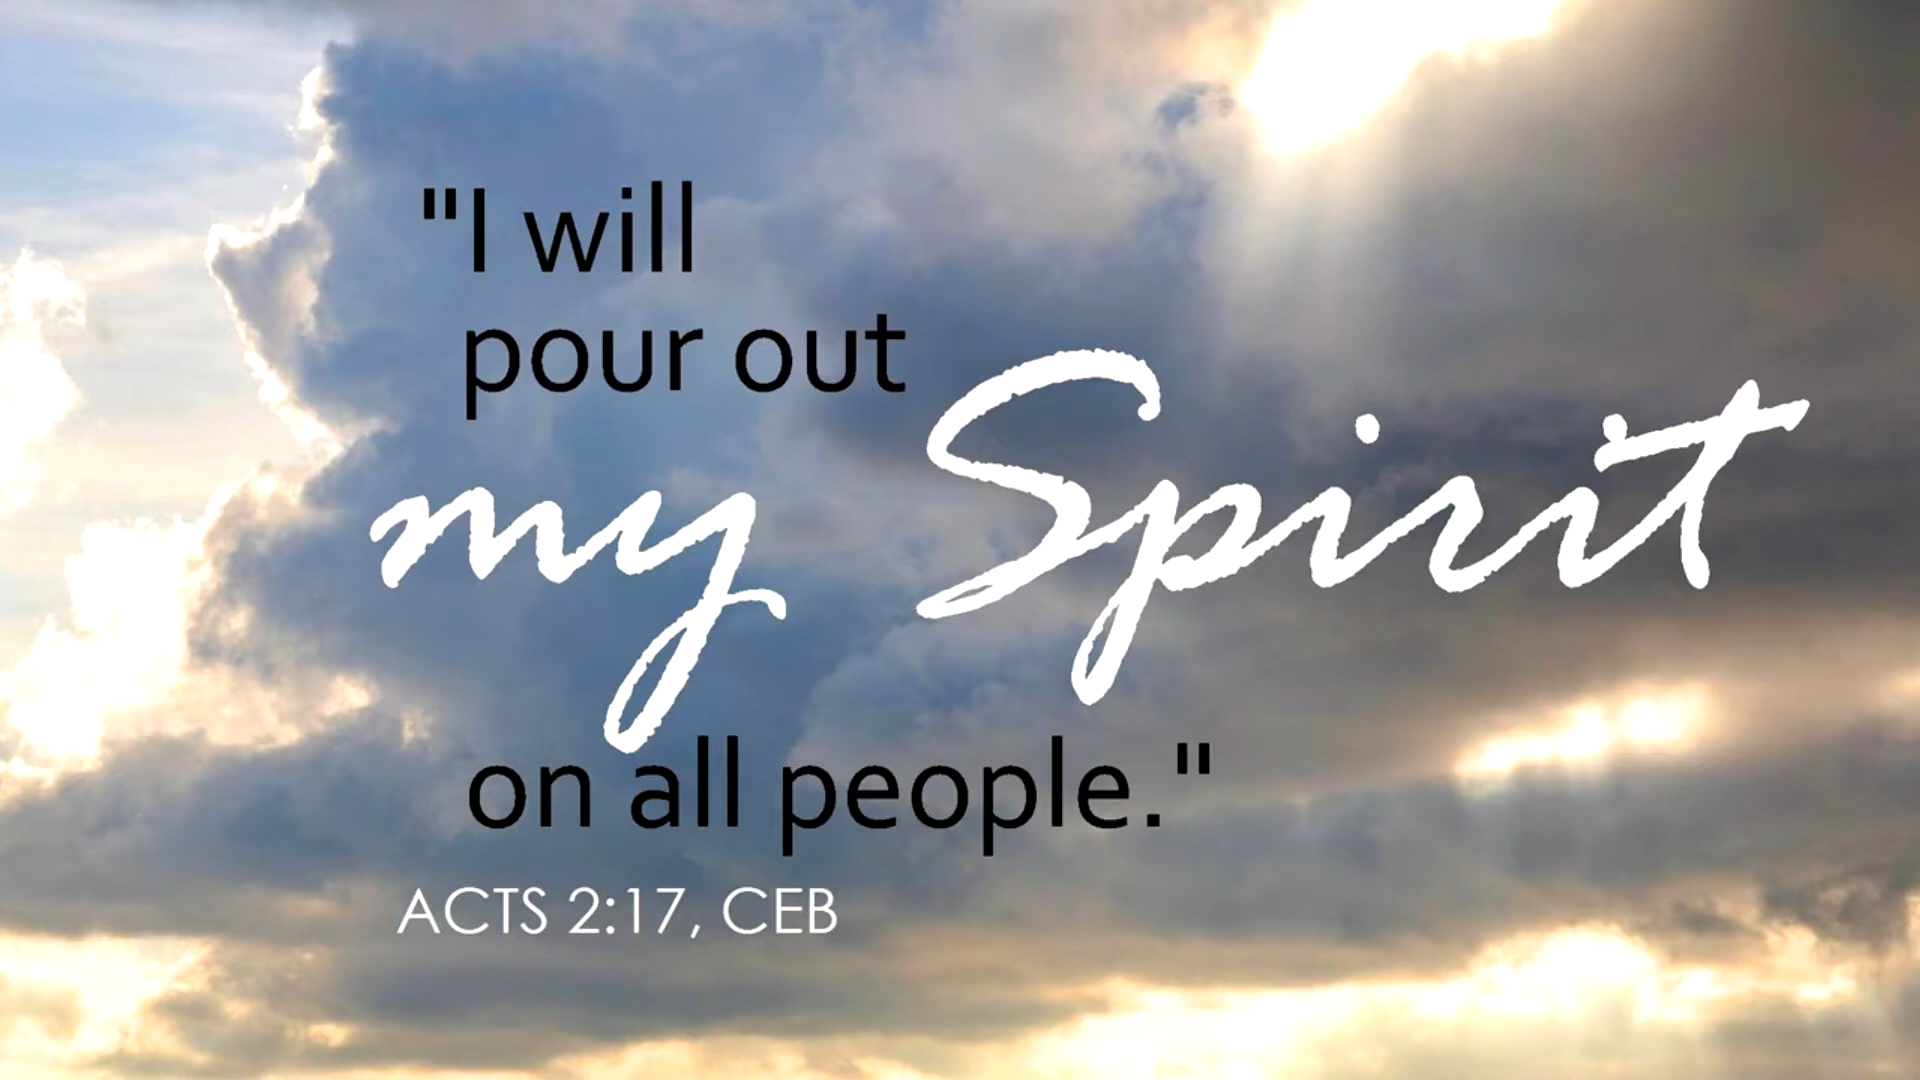 "I will
pour out
my Spirit
on all people."
ACTS 2:17, CEB